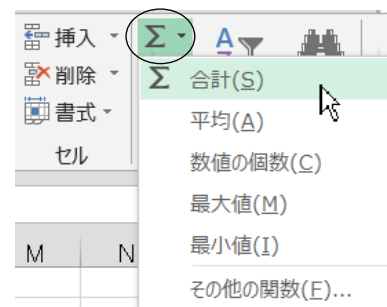 挿入
削除
書式
セル
Σ
A
Σ 合計(S)
平均(A)
数値の個数(C)
最大値(M)
最小値(I)
その他の関数(F)...
M N